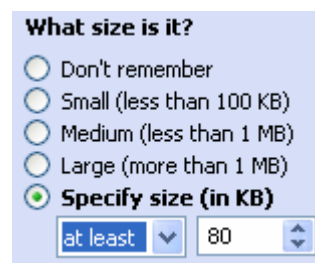 What size is it?
Don't remember
Small (less than 100 KB)
Medium (less than 1 MB)
Large (more than 1 MB)
Specify size (in KB)
at least 80